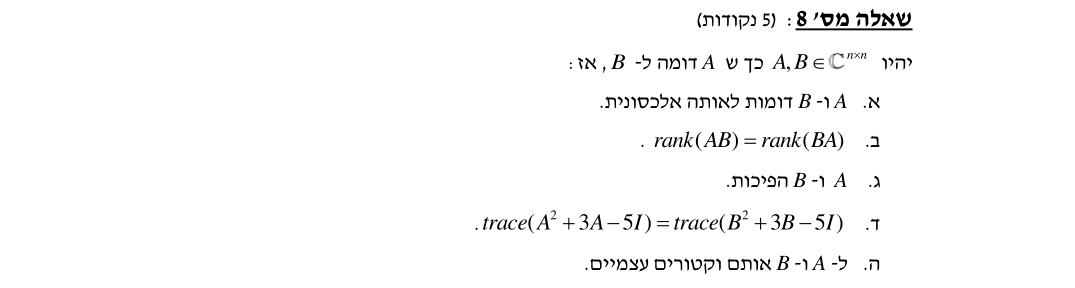 שאלה מס' 8 : (5 נקודות)
יהיו A, B ∈ ℂ^{n×n} כך ש A דומה ל- B , אז :
א. A ו- B דומות לאותה אלכסונית.
ב. rank(AB) = rank(BA) .
ג. A ו- B הפיכות.
ד. trace(A² + 3A − 5I) = trace(B² + 3B − 5I) .
ה. ל- A ו- B אותם וקטורים עצמיים.